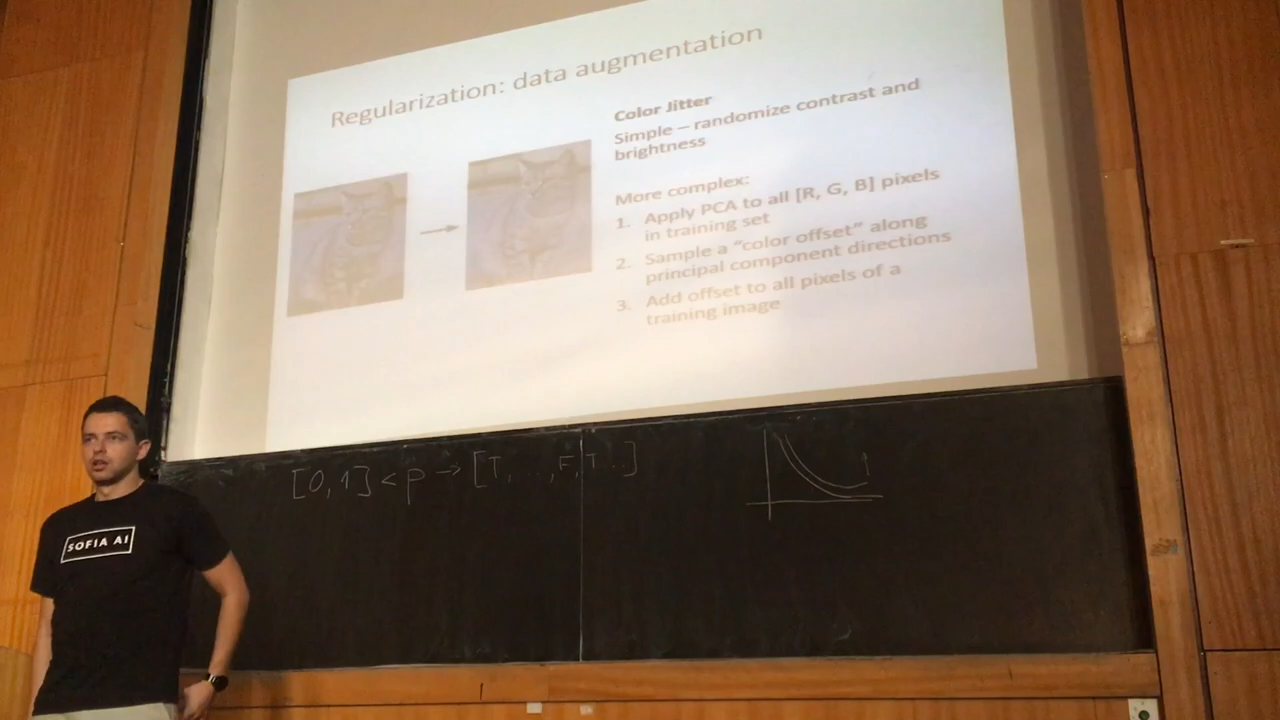 Regularization: data augmentation
Color Jitter
Simple – randomize contrast and
brightness
More complex:
1. Apply PCA to all [R, G, B] pixels
in training set
2. Sample a "color offset" along
principal component directions
3. Add offset to all pixels of a
training image
[0,1] < p → [T, . . , F, T . .]
SOFIA AI